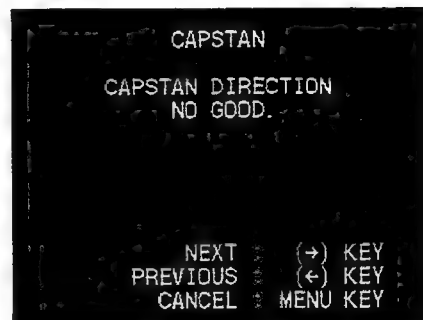 CAPSTAN
CAPSTAN DIRECTION
NO GOOD.
NEXT : (→) KEY
PREVIOUS : (←) KEY
CANCEL : MENU KEY